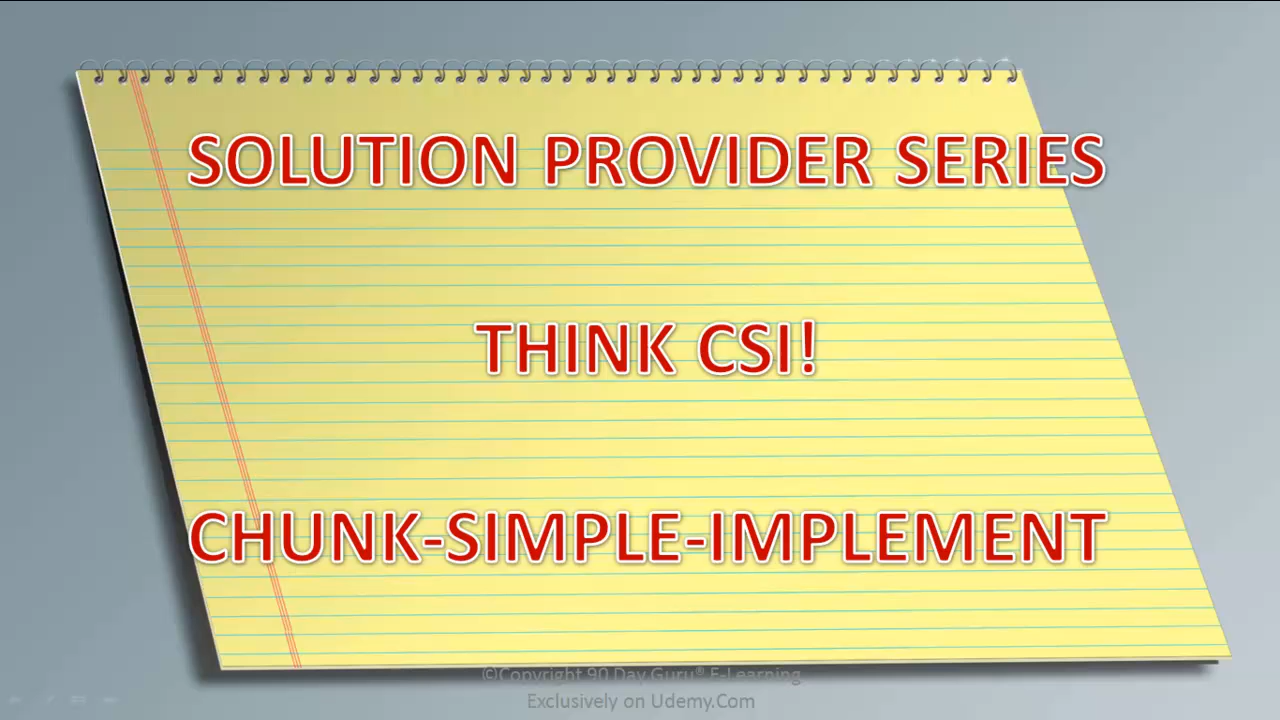 SOLUTION PROVIDER SERIES
THINK CSI!
CHUNK-SIMPLE-IMPLEMENT
©Copyright 90 Day Guru® E-Learning
Exclusively on Udemy.Com